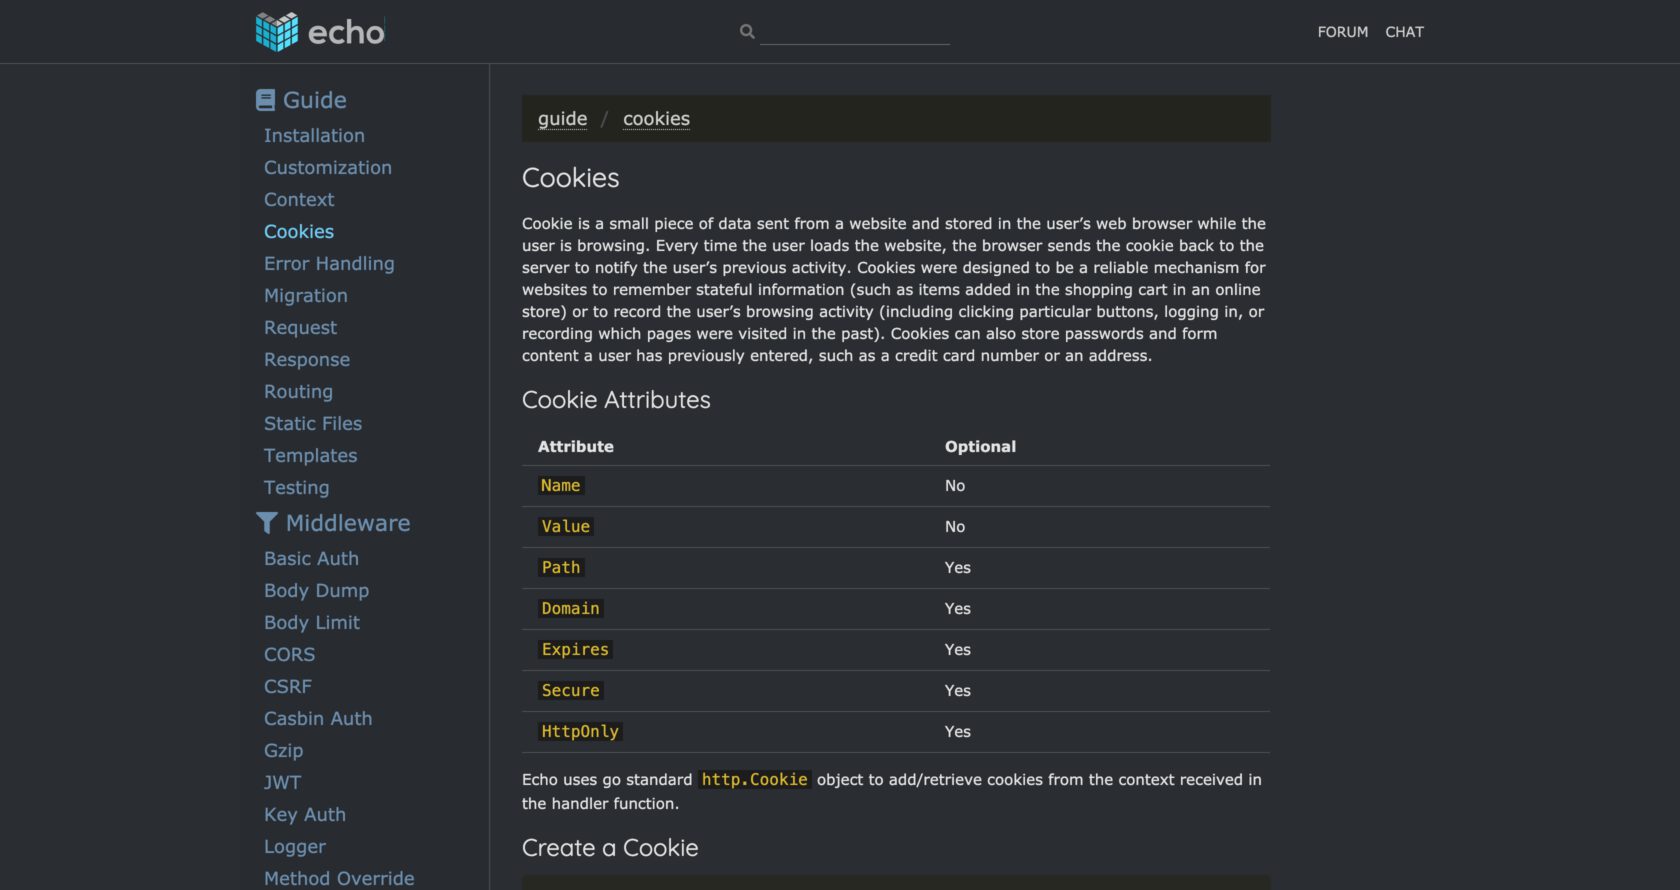 echo
FORUM CHAT
Guide
Installation
Customization
Context
Cookies
Error Handling
Migration
Request
Response
Routing
Static Files
Templates
Testing
Middleware
Basic Auth
Body Dump
Body Limit
CORS
CSRF
Casbin Auth
Gzip
JWT
Key Auth
Logger
Method Override
guide / cookies
Cookies
Cookie is a small piece of data sent from a website and stored in the user’s web browser while the
user is browsing. Every time the user loads the website, the browser sends the cookie back to the
server to notify the user’s previous activity. Cookies were designed to be a reliable mechanism for
websites to remember stateful information (such as items added in the shopping cart in an online
store) or to record the user’s browsing activity (including clicking particular buttons, logging in, or
recording which pages were visited in the past). Cookies can also store passwords and form
content a user has previously entered, such as a credit card number or an address.
Cookie Attributes
Attribute Optional
Name No
Value No
Path Yes
Domain Yes
Expires Yes
Secure Yes
HttpOnly Yes
Echo uses go standard http.Cookie object to add/retrieve cookies from the context received in
the handler function.
Create a Cookie